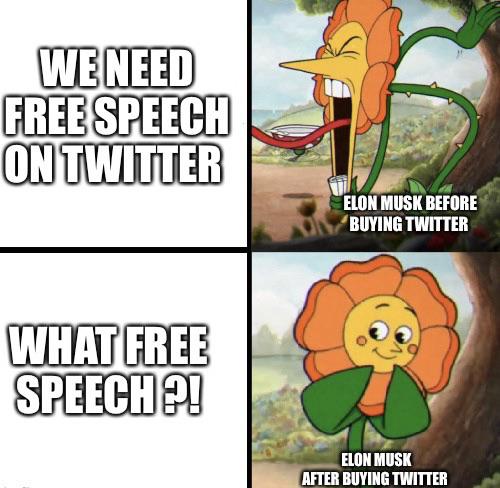 WE NEED
FREE SPEECH
ON TWITTER
ELON MUSK BEFORE
BUYING TWITTER
WHAT FREE
SPEECH ?!
ELON MUSK
AFTER BUYING TWITTER